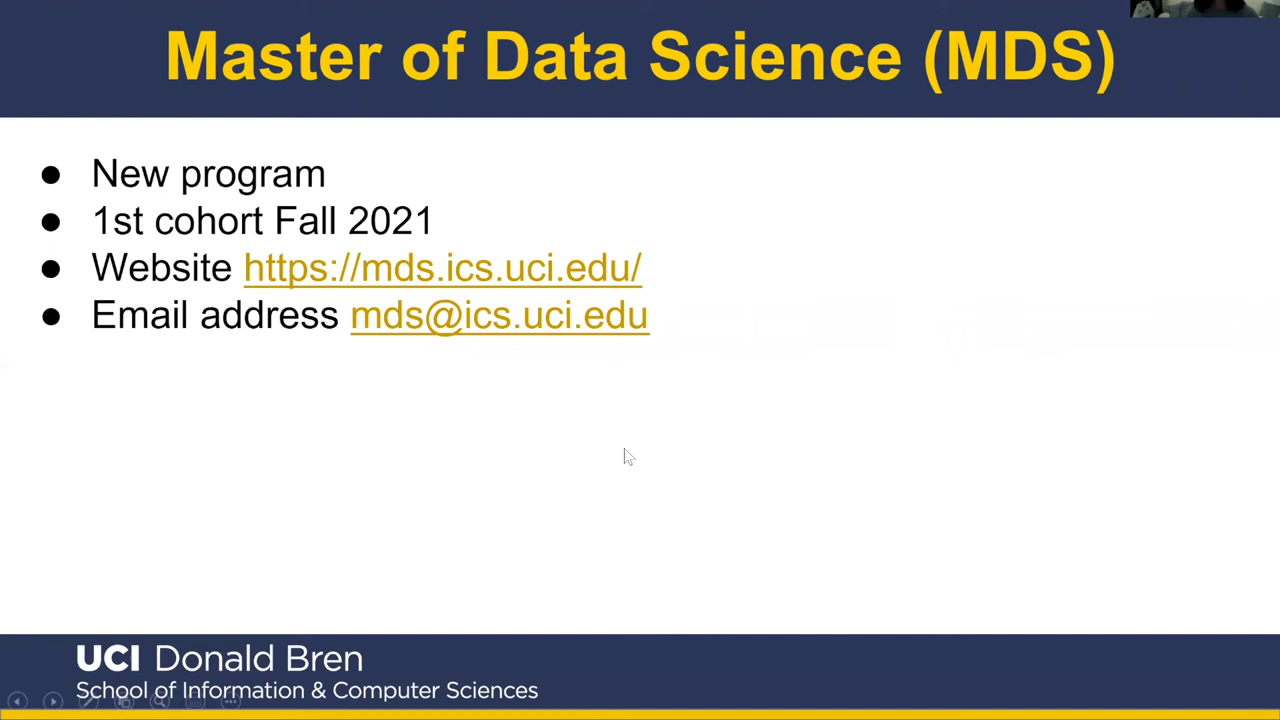 Master of Data Science (MDS)
● New program
● 1st cohort Fall 2021
● Website https://mds.ics.uci.edu/
● Email address mds@ics.uci.edu
UCI Donald Bren
School of Information & Computer Sciences